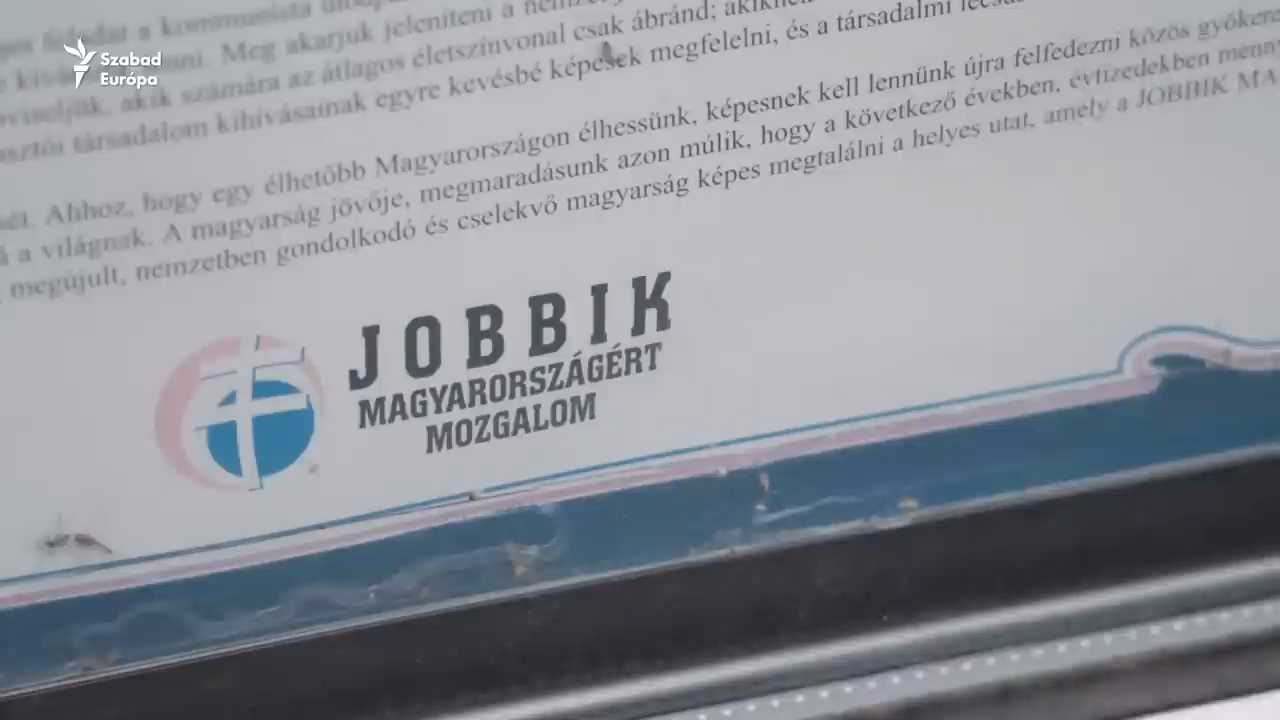 Szabad
Európa
a kommunista
Meg akarjuk jeleníteni a
akik számára az átlagos életszínvonal csak ábránd;
társadalom kihívásainak egyre kevésbé képesek megfelelni, és a társadalmi
Ahhoz, hogy egy élhetőbb Magyarországon élhessünk, képesnek kell lennünk újra felfedezni közös
a világnak. A magyarság jövője, megmaradásunk azon múlik, hogy a következő években, évtizedekben
megújult, nemzetben gondolkodó és cselekvő magyarság képes megtalálni a helyes utat, amely a JOBBIK
JOBBIK
MAGYARORSZÁGÉRT
MOZGALOM